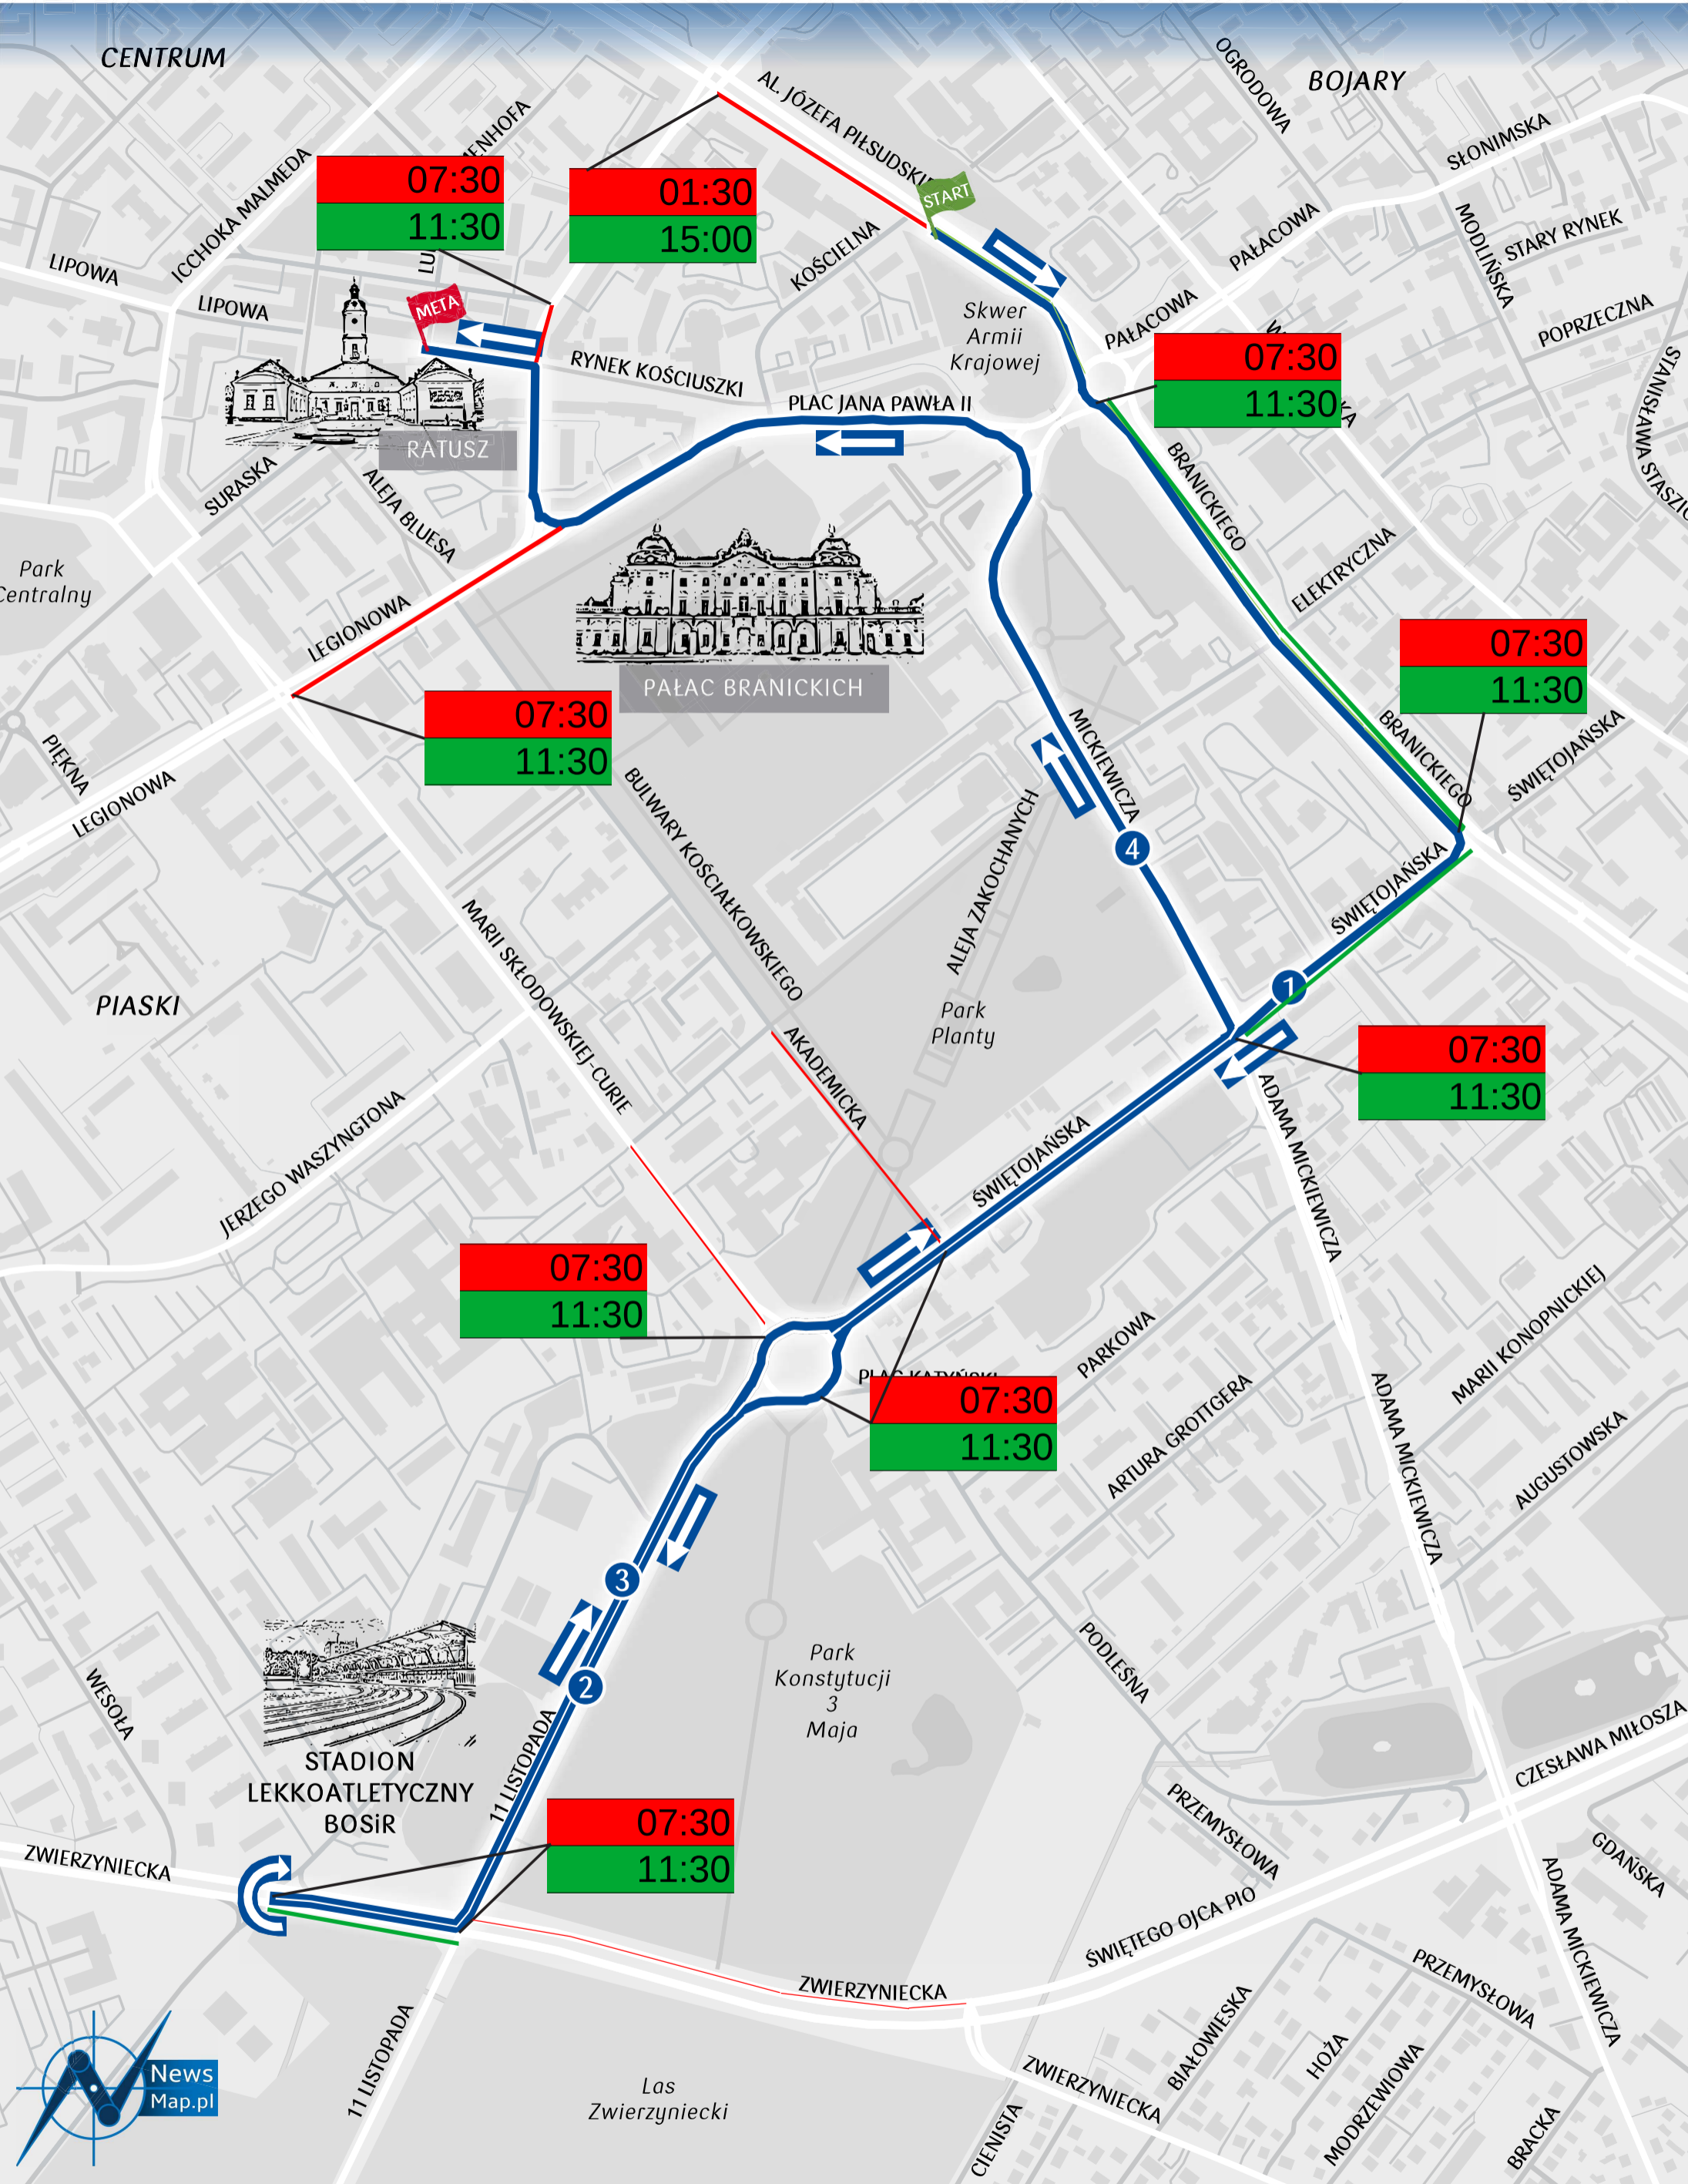 CENTRUM
BOJARY
OGRODOWA
AL. JÓZEFA
SŁONIMSKA
ICCHOKA MALMEDA
07:30
11:30
01:30
15:00
START
PAŁACOWA
MODLIŃSKA
STARY RYNEK
KOŚCIELNA
LIPOWA
LIPOWA
META
Skwer
Armii
Krajowej
PAŁACOWA
POPRZECZNA
RYNEK KOŚCIUSZKI
07:30
11:30
PLAC JANA PAWŁA II
RATUSZ
SURASKA
ALEJA BLUESA
BRANICKIEGO
Park
Centralny
ELEKTRYCZNA
LEGIONOWA
PAŁAC BRANICKICH
07:30
11:30
07:30
11:30
PIĘKNA
LEGIONOWA
MICKIEWICZA
BRANICKIEGO
ŚWIĘTOJAŃSKA
BULWARY KOŚCIAŁKOWSKIEGO
ALEJA ZAKOCHANYCH
4
ŚWIĘTOJAŃSKA
MARII SKŁODOWSKIEJ-CURIE
1
PIASKI
Park
Planty
AKADEMICKA
07:30
11:30
ADAMA MICKIEWICZA
JERZEGO WASZYNGTONA
ŚWIĘTOJAŃSKA
07:30
11:30
PARKOWA
MARII KONOPNICKIEJ
07:30
11:30
ARTURA GROTTGERA
ADAMA MICKIEWICZA
AUGUSTOWSKA
3
2
Park
Konstytucji
3
Maja
PODLEŚNA
WESOŁA
11 LISTOPADA
STADION
LEKKOATLETYCZNY
BOSiR
CZESŁAWA MIŁOSZA
PRZEMYSŁOWA
07:30
11:30
GDAŃSKA
ZWIERZYNIECKA
ŚWIĘTEGO OJCA PIO
ADAMA MICKIEWICZA
ZWIERZYNIECKA
PRZEMYSŁOWA
BIAŁOWIESKA
HOŻA
MODRZEWIOWA
11 LISTOPADA
ZWIERZYNIECKA
News
Map.pl
Las
Zwierzyniecki
CIENISTA
BRACKA